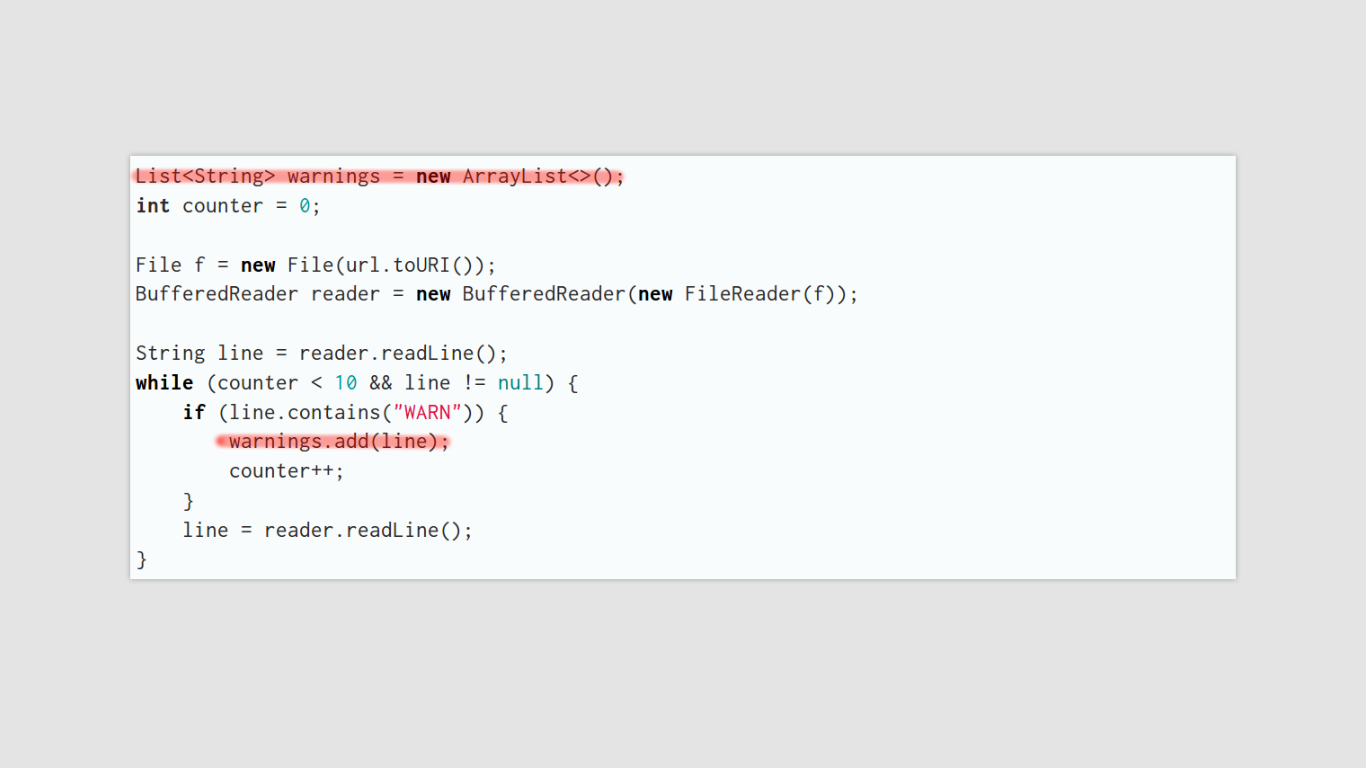 List<String> warnings = new ArrayList<>();
int counter = 0;
File f = new File(url.toURI());
BufferedReader reader = new BufferedReader(new FileReader(f));
String line = reader.readLine();
while (counter < 10 && line != null) {
    if (line.contains("WARN")) {
        warnings.add(line);
        counter++;
    }
    line = reader.readLine();
}